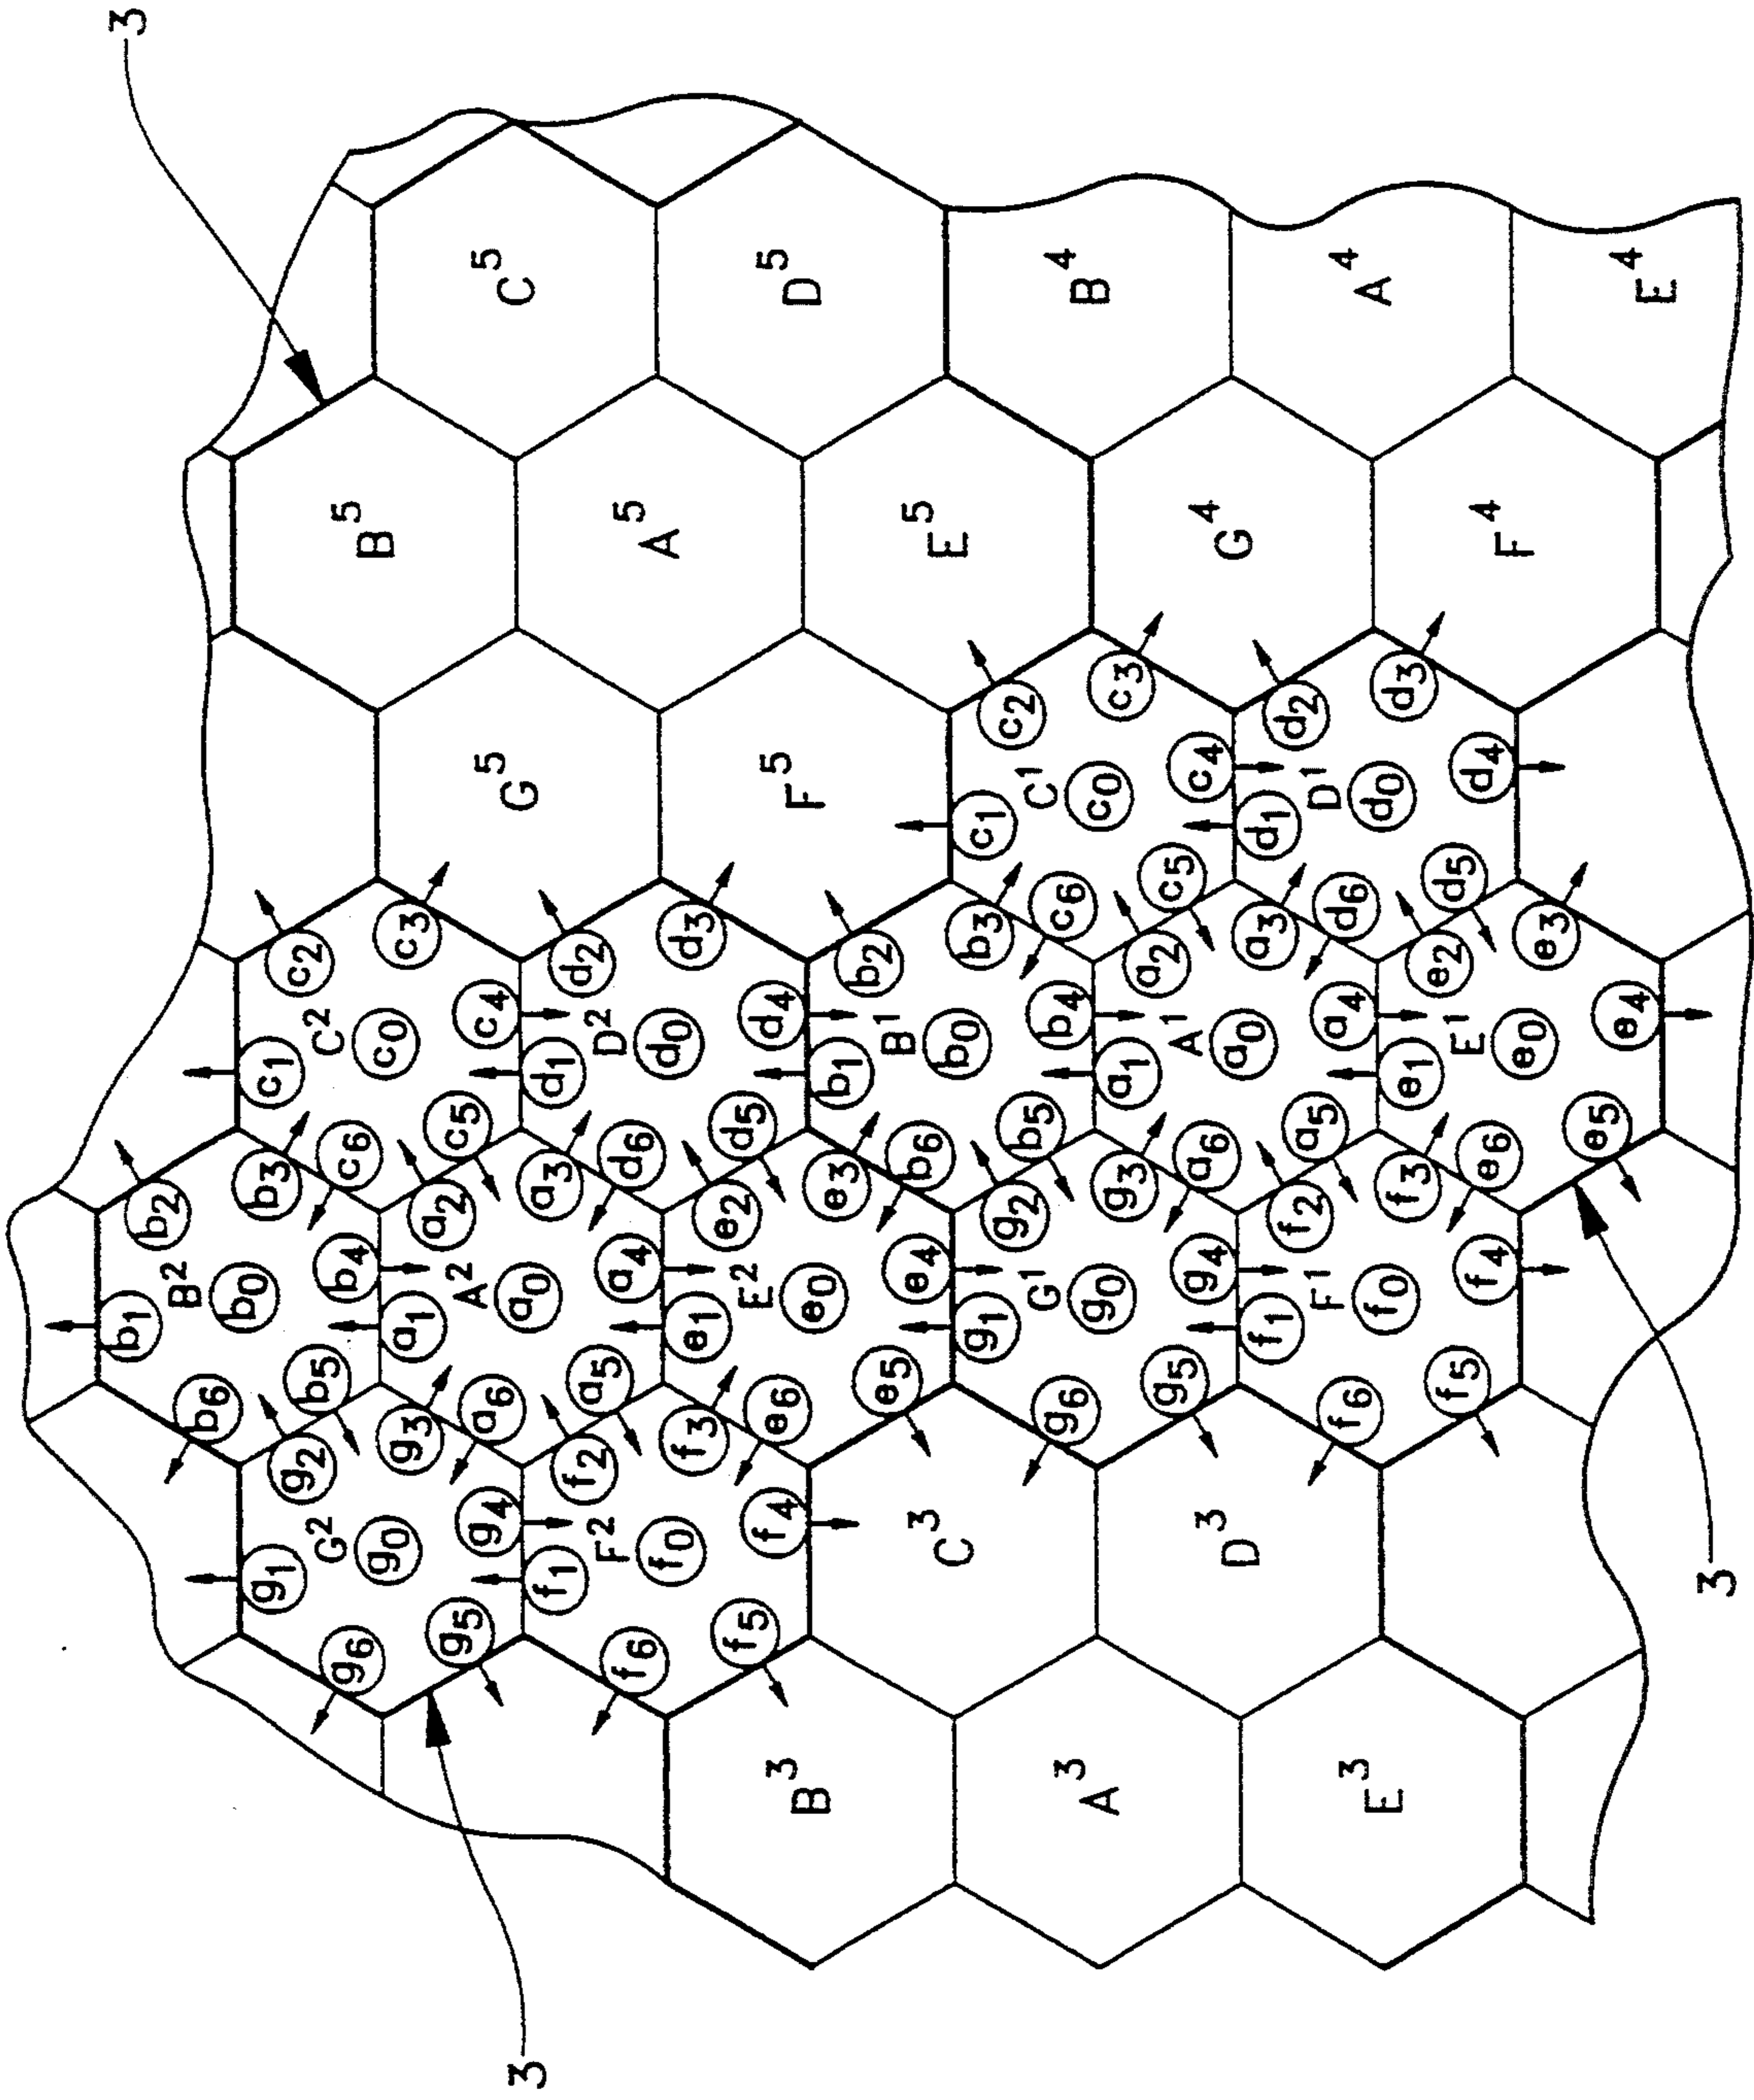 3
C⁵
D⁵
B⁴
A⁴
E⁴
B⁵
A⁵
E⁵
G⁴
F⁴
G⁵
F⁵
C¹
c₀
c₁
c₂
c₃
c₄
c₅
c₆
D¹
d₀
d₁
d₂
d₃
d₄
d₅
d₆
C²
c₀
c₁
c₂
c₃
c₄
c₅
c₆
D²
d₀
d₁
d₂
d₃
d₄
d₅
d₆
B¹
b₀
b₁
b₂
b₃
b₄
b₅
b₆
A¹
a₀
a₁
a₂
a₃
a₄
a₅
a₆
E¹
e₀
e₁
e₂
e₃
e₄
e₅
e₆
B²
b₀
b₁
b₂
b₃
b₄
b₅
b₆
A²
a₀
a₁
a₂
a₃
a₄
a₅
a₆
E²
e₀
e₁
e₂
e₃
e₄
e₅
e₆
G¹
g₀
g₁
g₂
g₃
g₄
g₅
g₆
F¹
f₀
f₁
f₂
f₃
f₄
f₅
f₆
G²
g₀
g₁
g₂
g₃
g₄
g₅
g₆
F²
f₀
f₁
f₂
f₃
f₄
f₅
f₆
C³
D³
3
B³
A³
E³
3